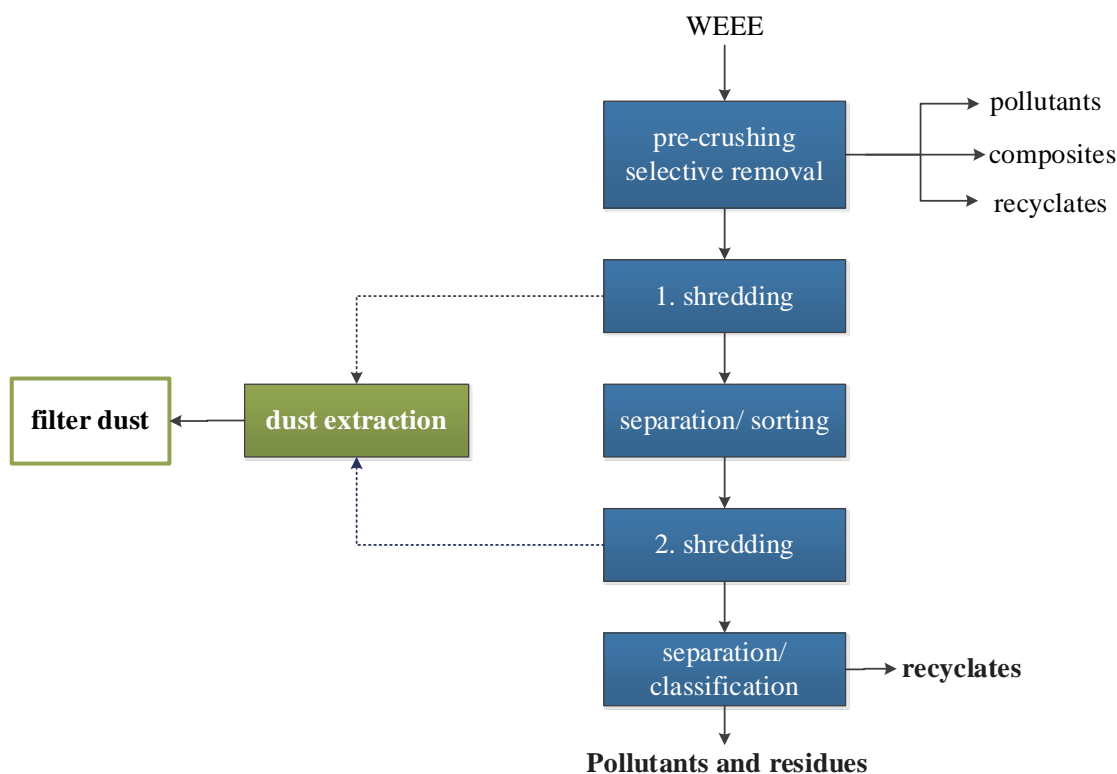 WEEE
pre-crushing
selective removal
pollutants
composites
recyclates
1. shredding
filter dust
dust extraction
separation/ sorting
2. shredding
separation/
classification
recyclates
Pollutants and residues